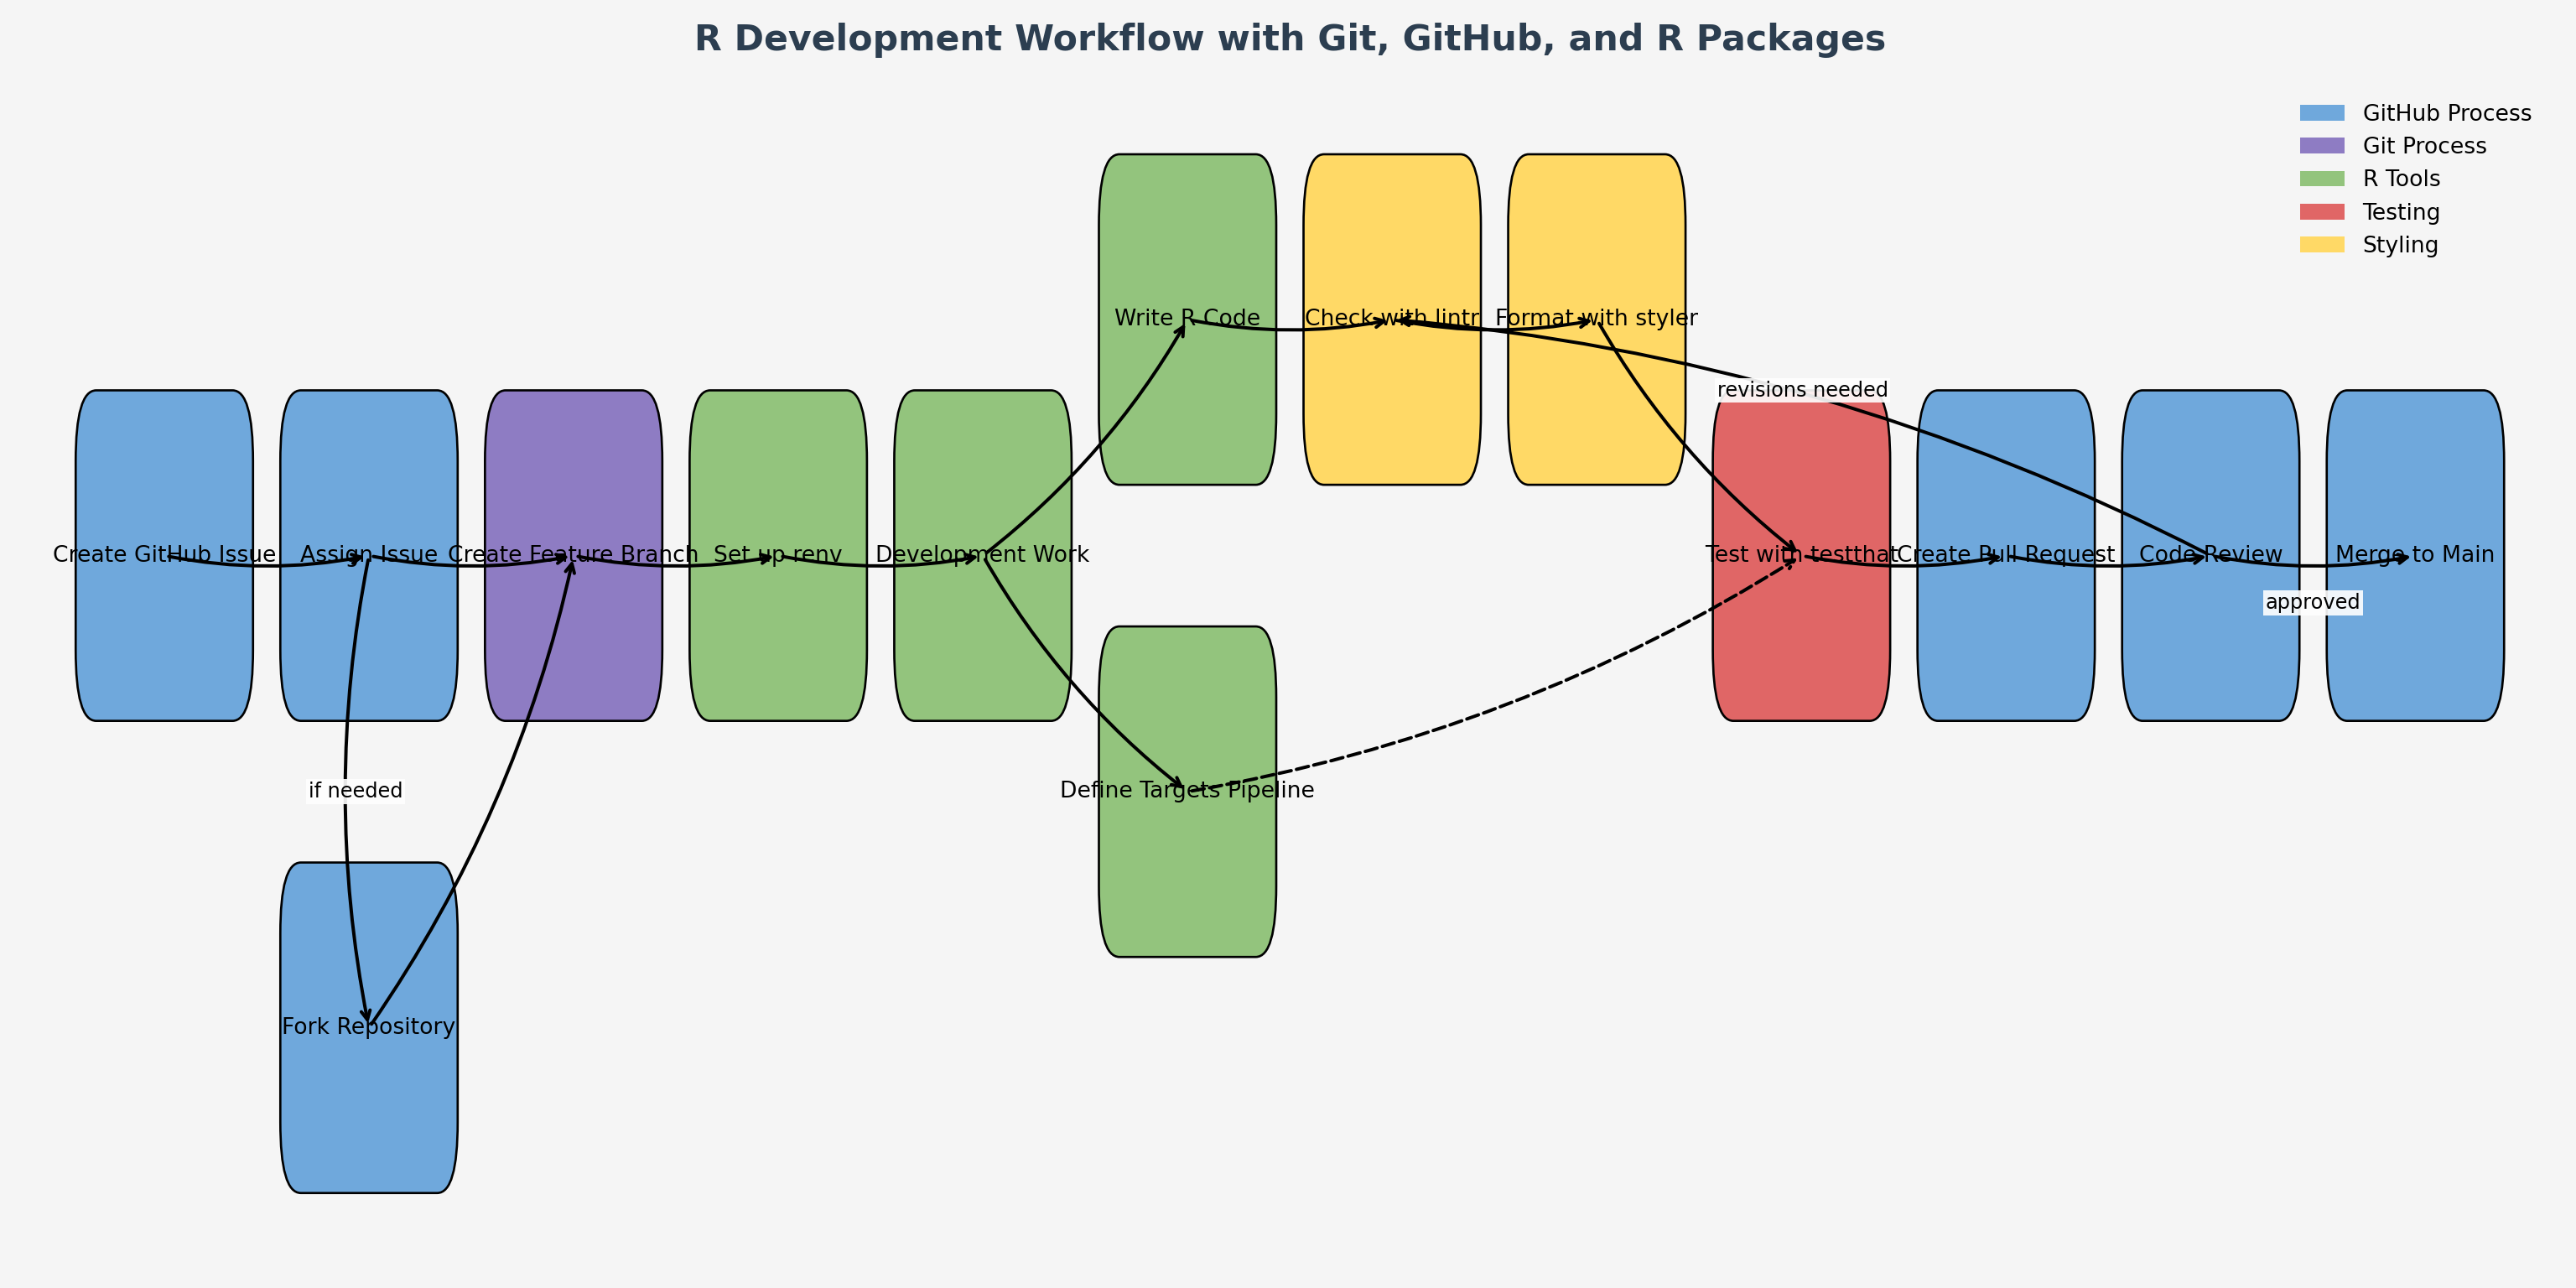 R Development Workflow with Git, GitHub, and R Packages
GitHub Process
Git Process
R Tools
Testing
Styling
Write R Code
Check with lintr
Format with styler
revisions needed
Create GitHub Issue
Assign Issue
Create Feature Branch
Set up renv
Development Work
Test with testthat
Create Pull Request
Code Review
Merge to Main
approved
if needed
Define Targets Pipeline
Fork Repository